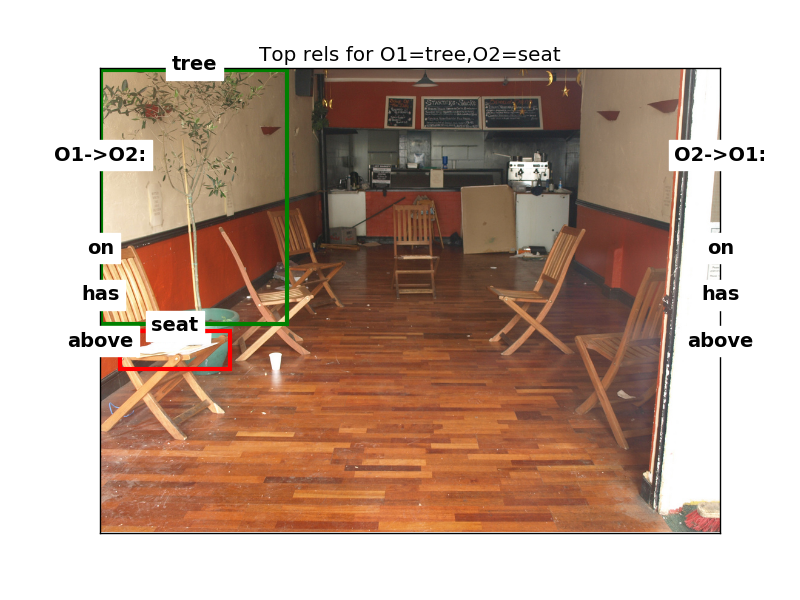 Top rels for O1=tree,O2=seat
tree
O1->O2:
O2->O1:
on
on
has
has
seat
above
above